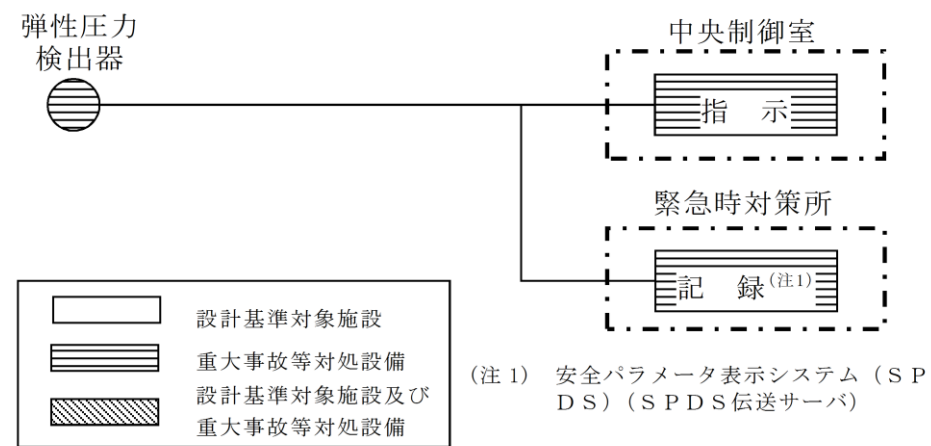 弾性圧力
検出器
中央制御室
指　示
緊急時対策所
記　録(注1)
設計基準対象施設
重大事故等対処設備
設計基準対象施設及び
重大事故等対処設備
(注1)　安全パラメータ表示システム（ＳＰ
ＤＳ）（ＳＰＤＳ伝送サーバ）